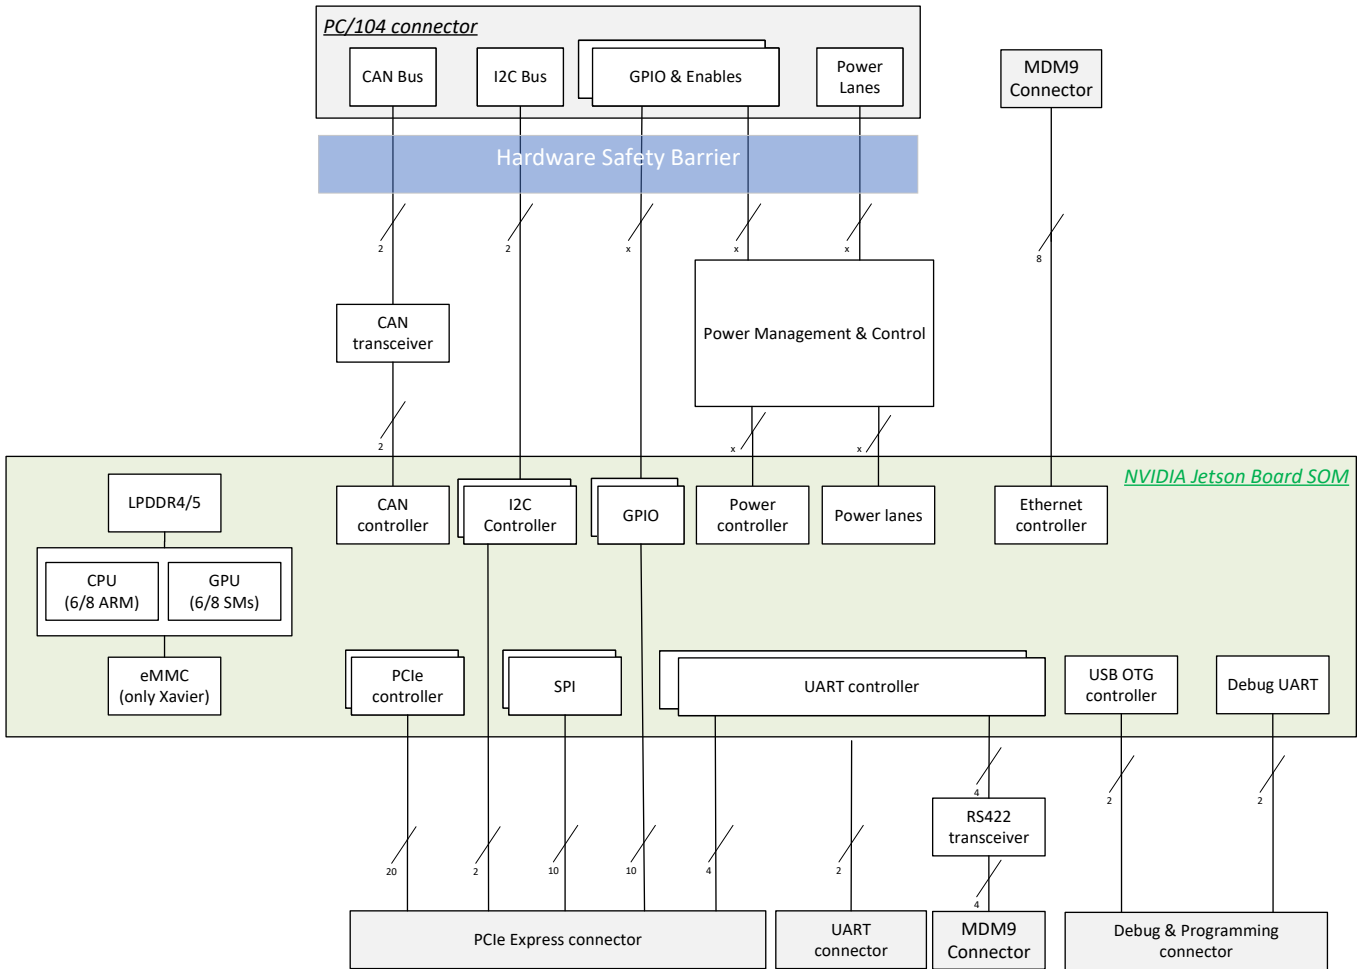 PC/104 connector
CAN Bus
I2C Bus
GPIO & Enables
Power
Lanes
MDM9
Connector
Hardware Safety Barrier
2
2
x
x
x
8
CAN
transceiver
Power Management & Control
2
x
x
NVIDIA Jetson Board SOM
LPDDR4/5
CAN
controller
I2C
Controller
GPIO
Power
controller
Power lanes
Ethernet
controller
CPU
(6/8 ARM)
GPU
(6/8 SMs)
eMMC
(only Xavier)
PCIe
controller
SPI
UART controller
USB OTG
controller
Debug UART
4
2
2
RS422
transceiver
20
2
10
10
4
2
4
PCIe Express connector
UART
connector
MDM9
Connector
Debug & Programming
connector